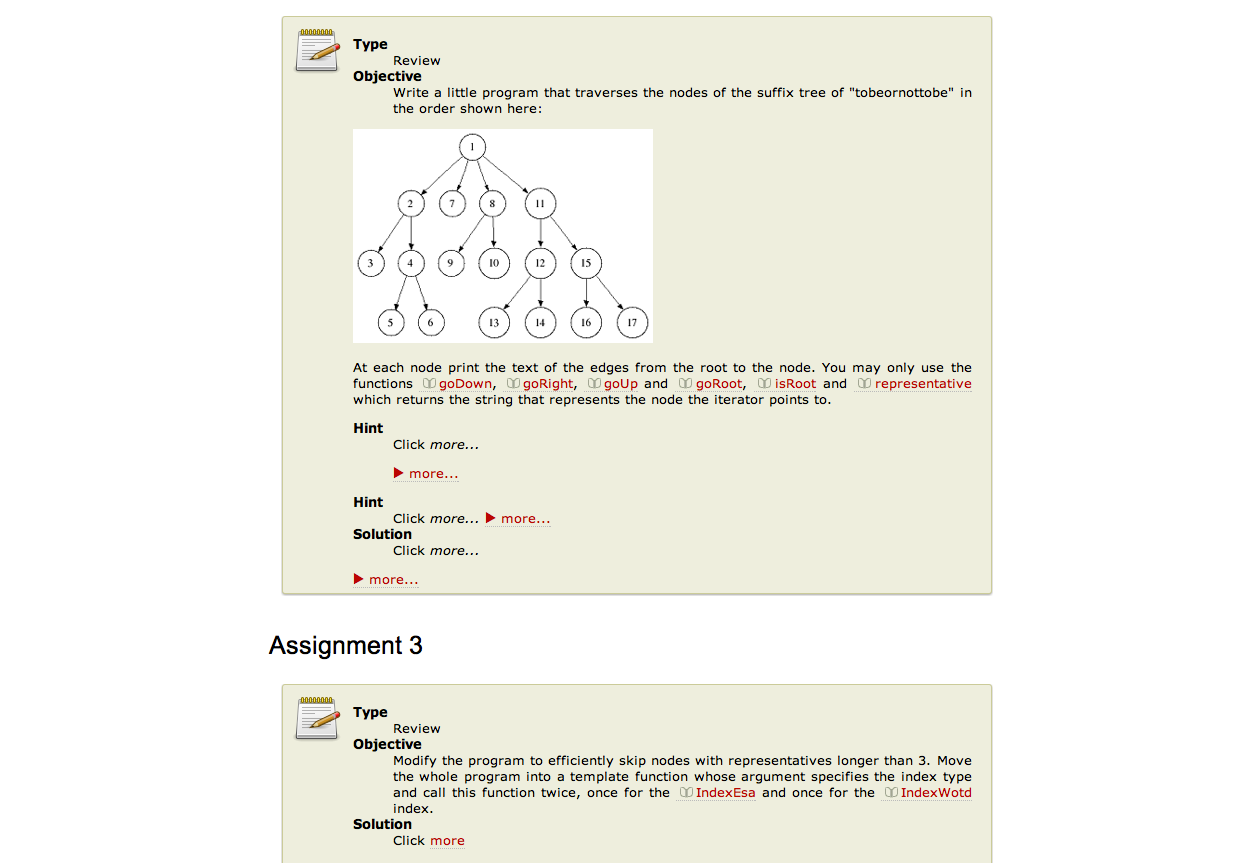 Type
Review
Objective
Write a little program that traverses the nodes of the suffix tree of "tobeornottobe" in
the order shown here:
1
2 7 8 11
3 4 9 10 12 15
5 6 13 14 16 17
At each node print the text of the edges from the root to the node. You may only use the
functions goDown, goRight, goUp and goRoot, isRoot and representative
which returns the string that represents the node the iterator points to.
Hint
Click more...
more...
Hint
Click more... more...
Solution
Click more...
more...
Assignment 3
Type
Review
Objective
Modify the program to efficiently skip nodes with representatives longer than 3. Move
the whole program into a template function whose argument specifies the index type
and call this function twice, once for the IndexEsa and once for the IndexWotd
index.
Solution
Click more